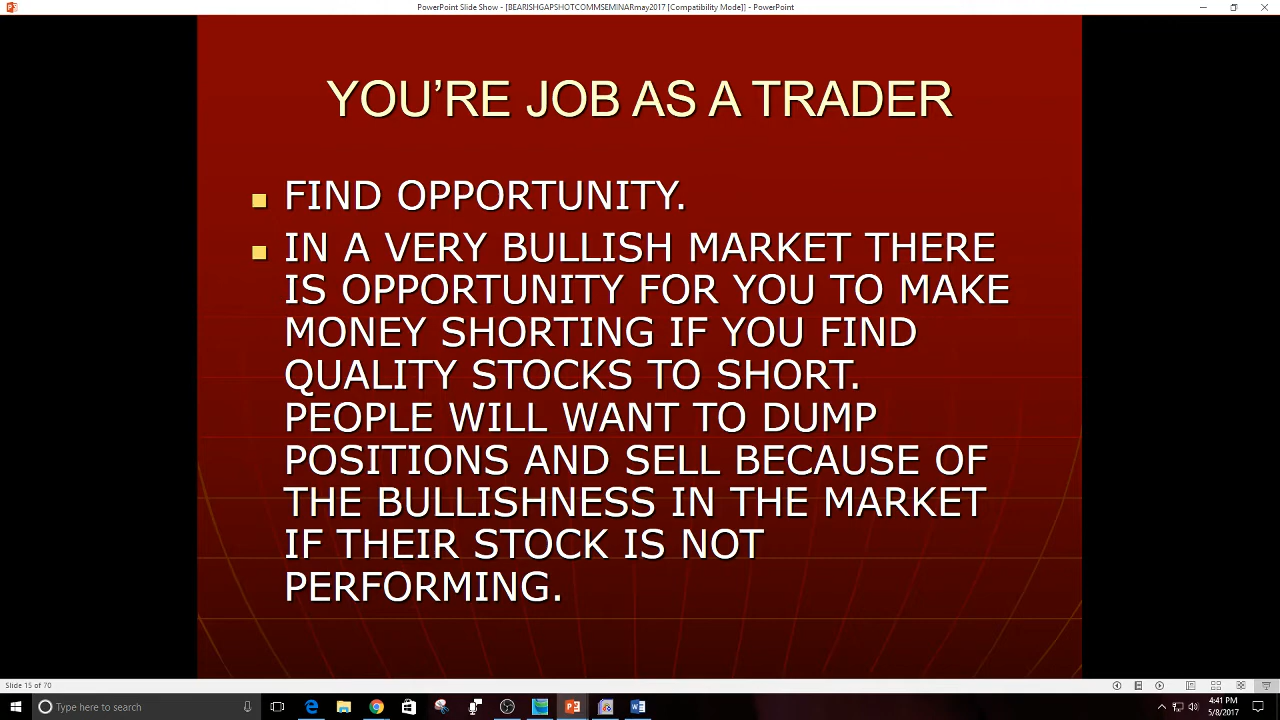 PowerPoint Slide Show - [BEARISHGAPSHOTCOMMSEMINARmay2017 [Compatibility Mode]] - PowerPoint
YOU’RE JOB AS A TRADER
FIND OPPORTUNITY.
IN A VERY BULLISH MARKET THERE
IS OPPORTUNITY FOR YOU TO MAKE
MONEY SHORTING IF YOU FIND
QUALITY STOCKS TO SHORT.
PEOPLE WILL WANT TO DUMP
POSITIONS AND SELL BECAUSE OF
THE BULLISHNESS IN THE MARKET
IF THEIR STOCK IS NOT
PERFORMING.
Slide 15 of 70
Type here to search
4:41 PM
5/8/2017